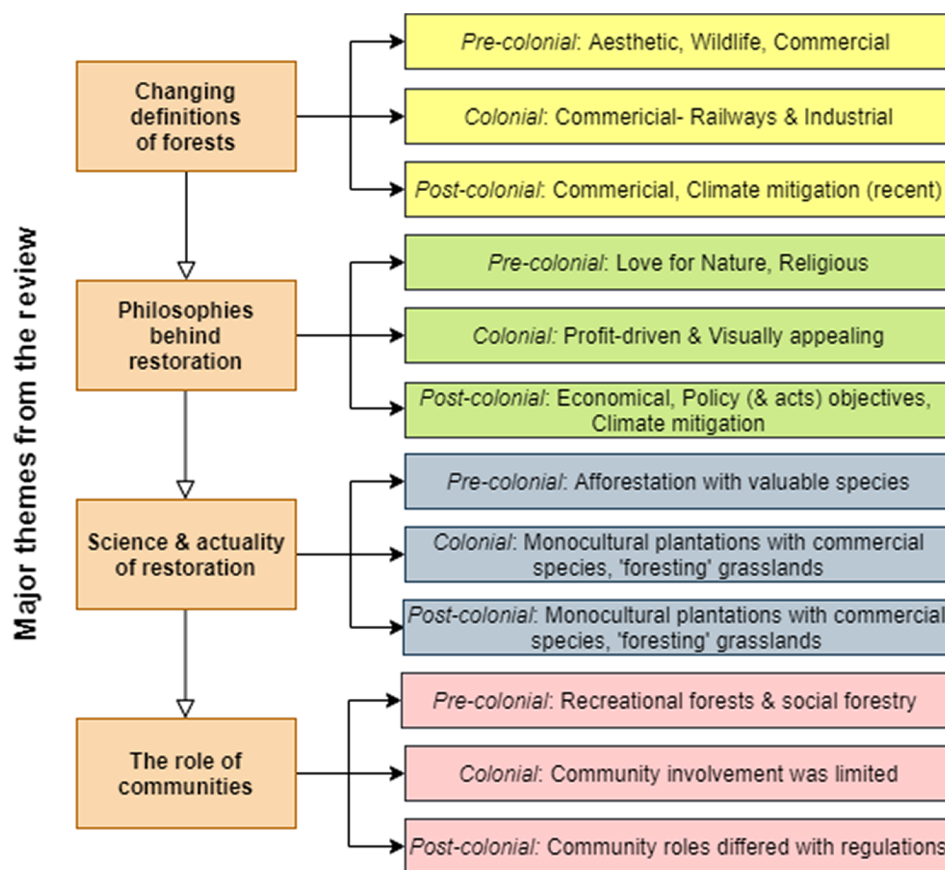 Major themes from the review
Changing
definitions
of forests
Pre-colonial: Aesthetic, Wildlife, Commercial
Colonial: Commericial- Railways & Industrial
Post-colonial: Commericial, Climate mitigation (recent)
Philosophies
behind
restoration
Pre-colonial: Love for Nature, Religious
Colonial: Profit-driven & Visually appealing
Post-colonial: Economical, Policy (& acts) objectives,
Climate mitigation
Science & actuality
of restoration
Pre-colonial: Afforestation with valuable species
Colonial: Monocultural plantations with commercial
species, 'foresting' grasslands
Post-colonial: Monocultural plantations with commercial
species, 'foresting' grasslands
The role of
communities
Pre-colonial: Recreational forests & social forestry
Colonial: Community involvement was limited
Post-colonial: Community roles differed with regulations